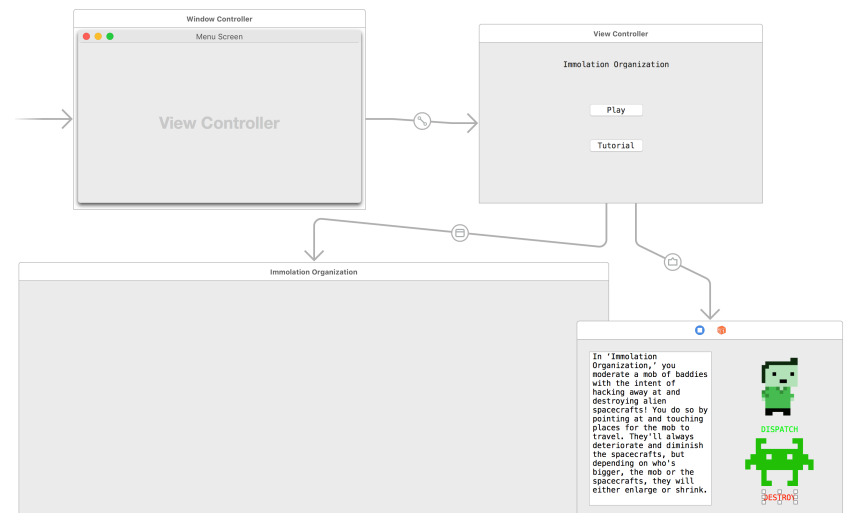 Window Controller
Menu Screen
View Controller
View Controller
Immolation Organization
Play
Tutorial
Immolation Organization
In ‘Immolation
Organization,’ you
moderate a mob of baddies
with the intent of
hacking away at and
destroying alien
spacecrafts! You do so by
pointing at and touching
places for the mob to
travel. They'll always
deteriorate and diminish
the spacecrafts, but
depending on who's
bigger, the mob or the
spacecrafts, they will
either enlarge or shrink.
DISPATCH
DESTROY